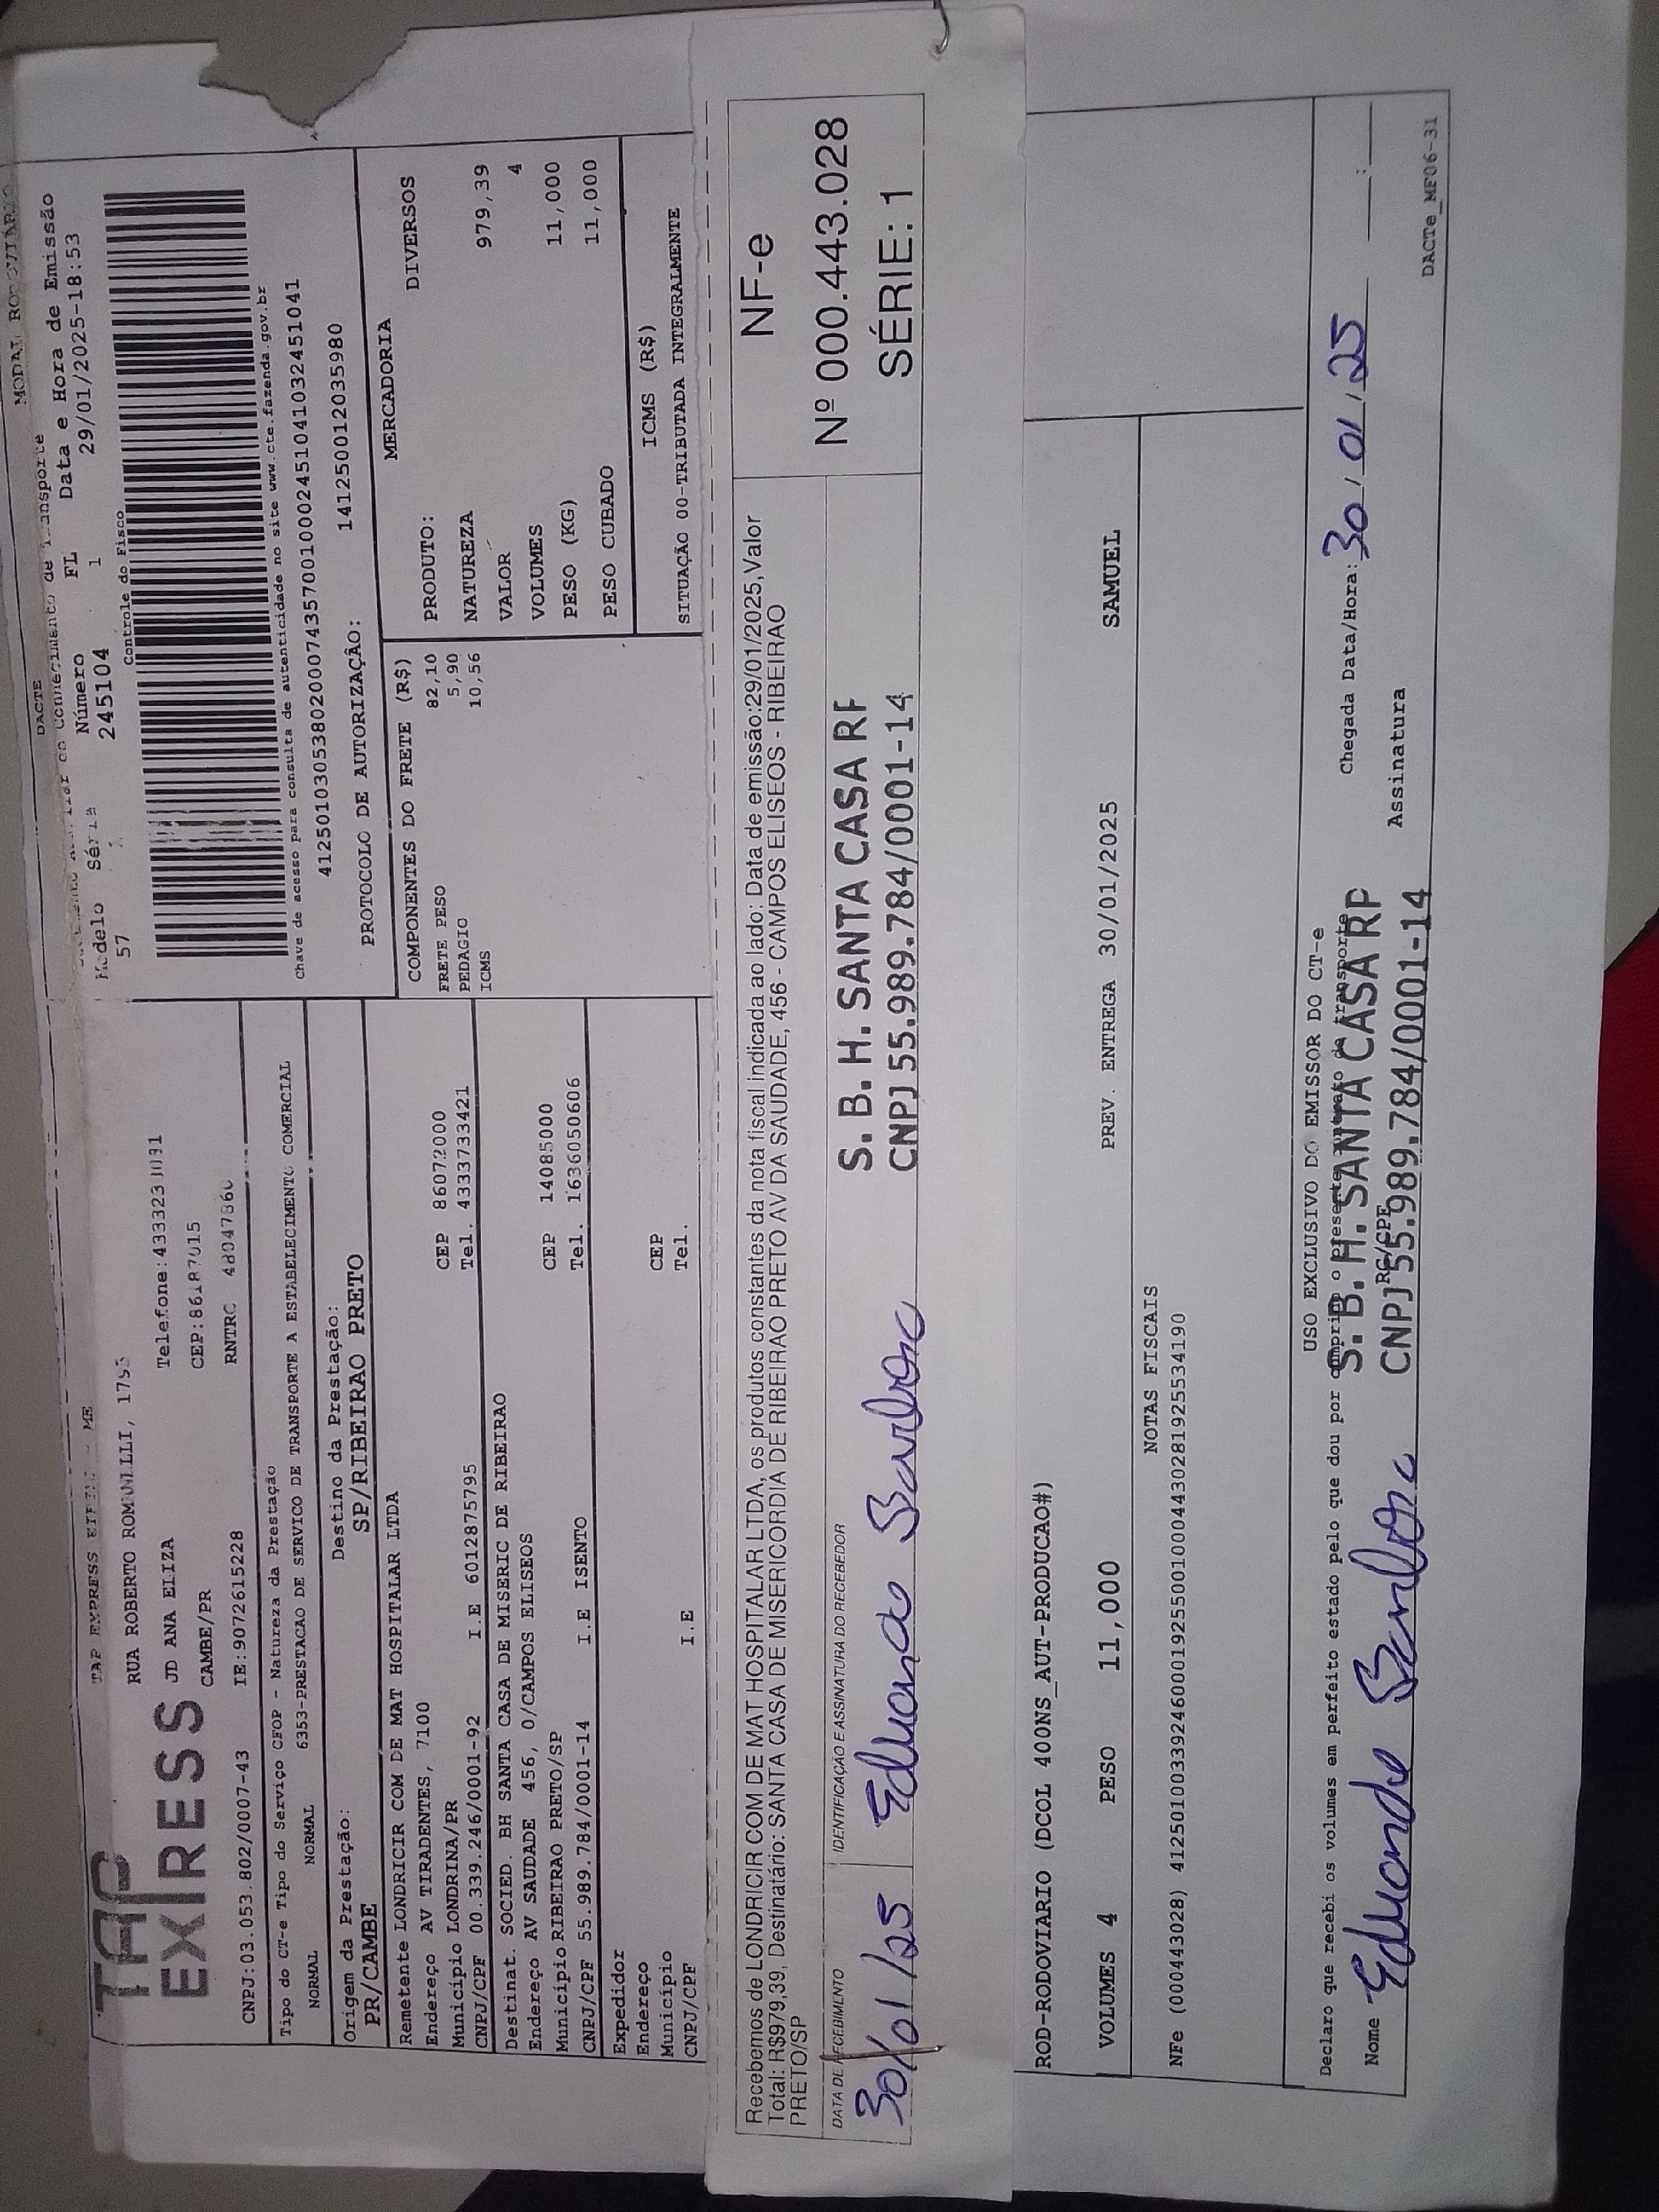 TAP
EXPRESS
TAP EXPRESS
ME
RUA ROBERTO ROMANELLI,
JD ANA ELIZA
CAMBE/PR
CNPJ:03.053.802/0007-43
IE:9072615228
CEP:86187015
RNTRC
DACTE
Modelo Série Número FL Data e Hora de Emissão
57 245104 1 29/01/2025-18:53
Controle do Fisco
Chave de acesso para consulta de autenticidade no site www.cte.fazenda.gov.br
41250103053802000743570010002451041032451041
PROTOCOLO DE AUTORIZAÇÂO: 141250012035980
Tipo do CT-e Tipo do Serviço CFOP - Natureza da Prestação
NORMAL NORMAL 6353-PRESTACAO DE SERVICO DE TRANSPORTE A ESTABELECIMENTO COMERCIAL
Origem da Prestação: Destino da Prestação:
PR/CAMBE SP/RIBEIRAO PRETO
Remetente LONDRICIR COM DE MAT HOSPITALAR LTDA
Endereço AV TIRADENTES, 7100 CEP 86072000
Município LONDRINA/PR Tel. 43337333421
CNPJ/CPF 00.339.246/0001-92 I.E 6012875795
Destinat. SOCIED. BH SANTA CASA DE MISERIC DE RIBEIRAO
Endereço AV SAUDADE 456, 0/CAMPOS ELISEOS CEP 14085000
Município RIBEIRAO PRETO/SP Tel. 1636050606
CNPJ/CPF 55.989.784/0001-14 I.E ISENTO
Expedidor
Endereço CEP
Município Tel.
CNPJ/CPF I.E
COMPONENTES DO FRETE (R$)
FRETE PESO 82,10
PEDAGIO 5,90
ICMS 10,56
MERCADORIA
PRODUTO: DIVERSOS
NATUREZA
VALOR 979,39
VOLUMES 4
PESO (KG) 11,000
PESO CUBADO 11,000
ICMS (R$)
SITUAÇÃO 00-TRIBUTADA INTEGRALMENTE
Recebemos de LONDRICIR COM DE MAT HOSPITALAR LTDA, os produtos constantes da nota fiscal indicada ao lado: Data de emissão:29/01/2025,Valor
Total: R$979,39, Destinatário: SANTA CASA DE MISERICORDIA DE RIBEIRAO PRETO AV DA SAUDADE, 456 - CAMPOS ELISEOS - RIBEIRAO
PRETO/SP
DATA DE RECEBIMENTO IDENTIFICAÇÃO E ASSINATURA DO RECEBEDOR
30/01/25 Eduardo Barbosa
S. B. H. SANTA CASA RP
CNPJ 55.989.784/0001-14
NF-e
Nº 000.443.028
SÉRIE: 1
ROD-RODOVIARIO (DCOL 400NS_AUT-PRODUCAO#)
VOLUMES 4 PESO 11,000 PREV. ENTREGA 30/01/2025 SAMUEL
NOTAS FISCAIS
NFe (000443028) 41250100339246000192550010004430281925534190
USO EXCLUSIVO DO EMISSOR DO CT-e
Declaro que recebi os volumes em perfeito estado pelo que dou por cumprido o presente contrato de transporte
Nome Eduardo Barbosa RG/CPF Assinatura
S. B. H. SANTA CASA RP
CNPJ 55.989.784/0001-14
Chegada Data/Hora: 30/01/25
DACTe_MF06-31